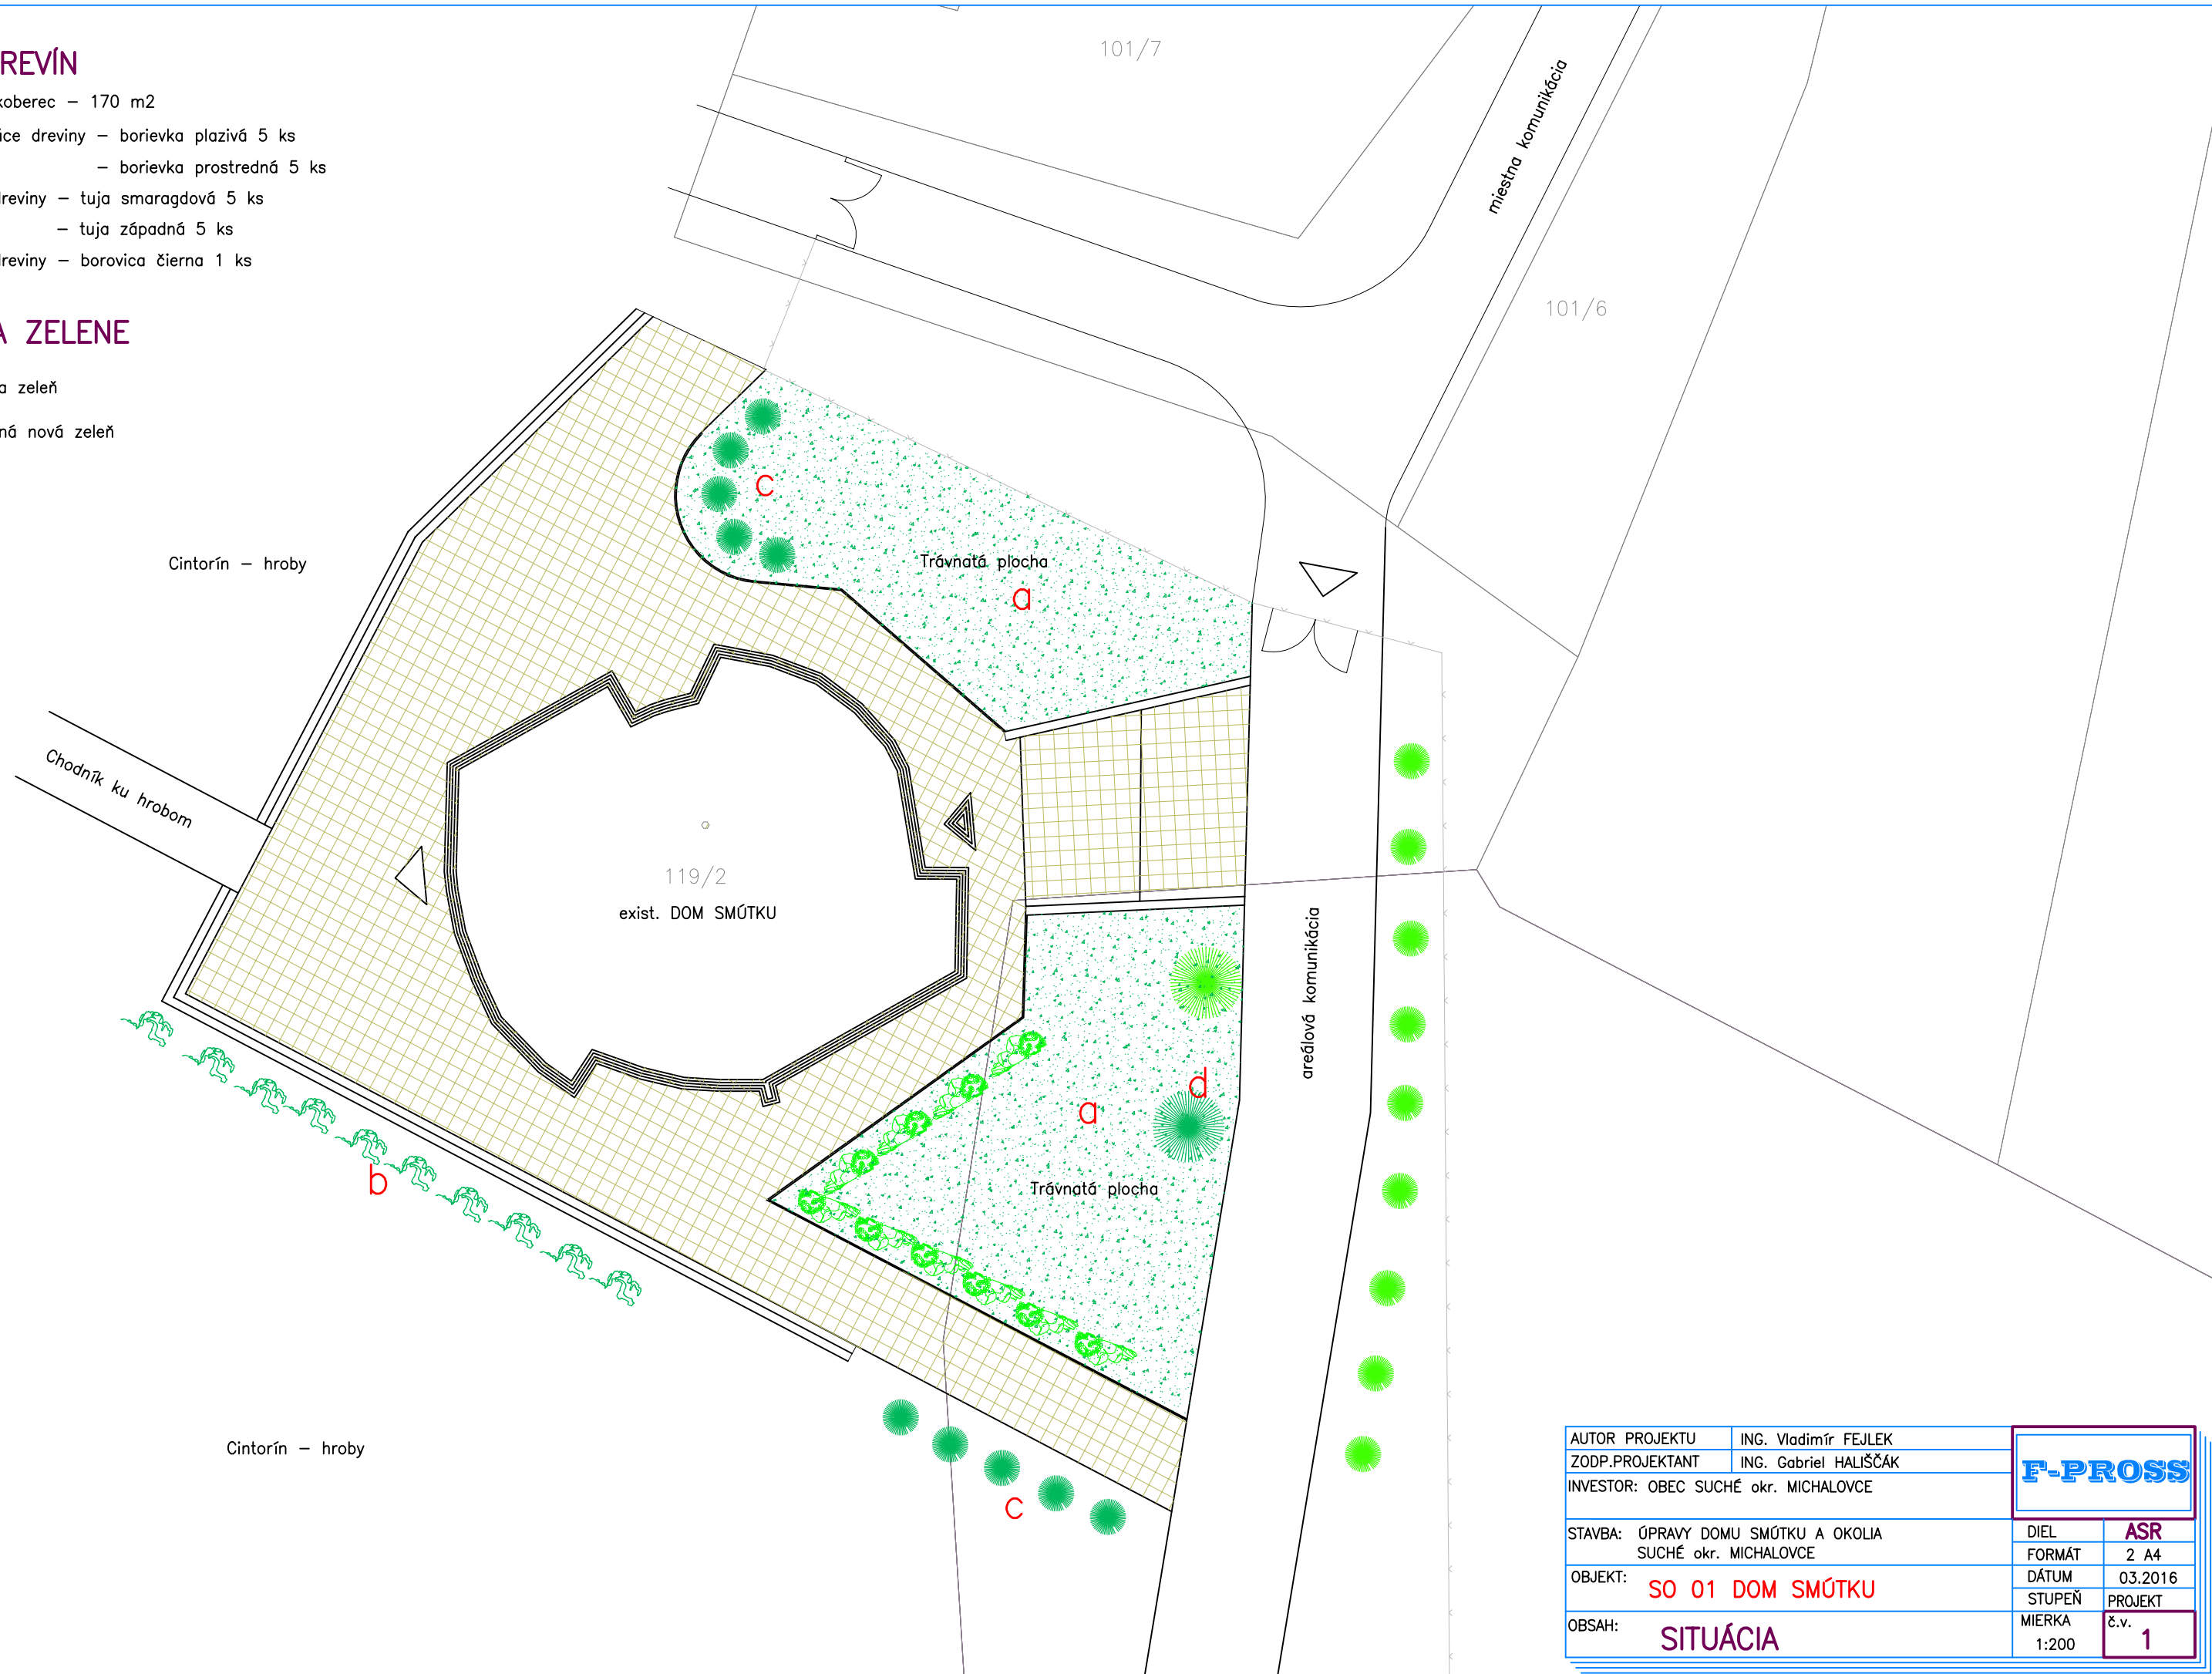 REVÍN
koberec – 170 m2
dreviny – borievka plazivá 5 ks
– borievka prostredná 5 ks
dreviny – tuja smaragdová 5 ks
– tuja západná 5 ks
dreviny – borovica čierna 1 ks
A ZELENE
a zeleň
ná nová zeleň
101/7
miestna komunikácia
101/6
Cintorín – hroby
c
Trávnatá plocha
a
Chodník ku hrobom
119/2
exist. DOM SMÚTKU
areálová komunikácia
d
a
Trávnatá plocha
b
Cintorín – hroby
c
AUTOR PROJEKTU ING. Vladimír FEJLEK
ZODP.PROJEKTANT ING. Gabriel HALIŠČÁK
F-PROSS
INVESTOR: OBEC SUCHÉ okr. MICHALOVCE
STAVBA: ÚPRAVY DOMU SMÚTKU A OKOLIA
SUCHÉ okr. MICHALOVCE
OBJEKT: SO 01 DOM SMÚTKU
OBSAH: SITUÁCIA
DIEL ASR
FORMÁT 2 A4
DÁTUM 03.2016
STUPEŇ PROJEKT
MIERKA
1:200
č.v.
1